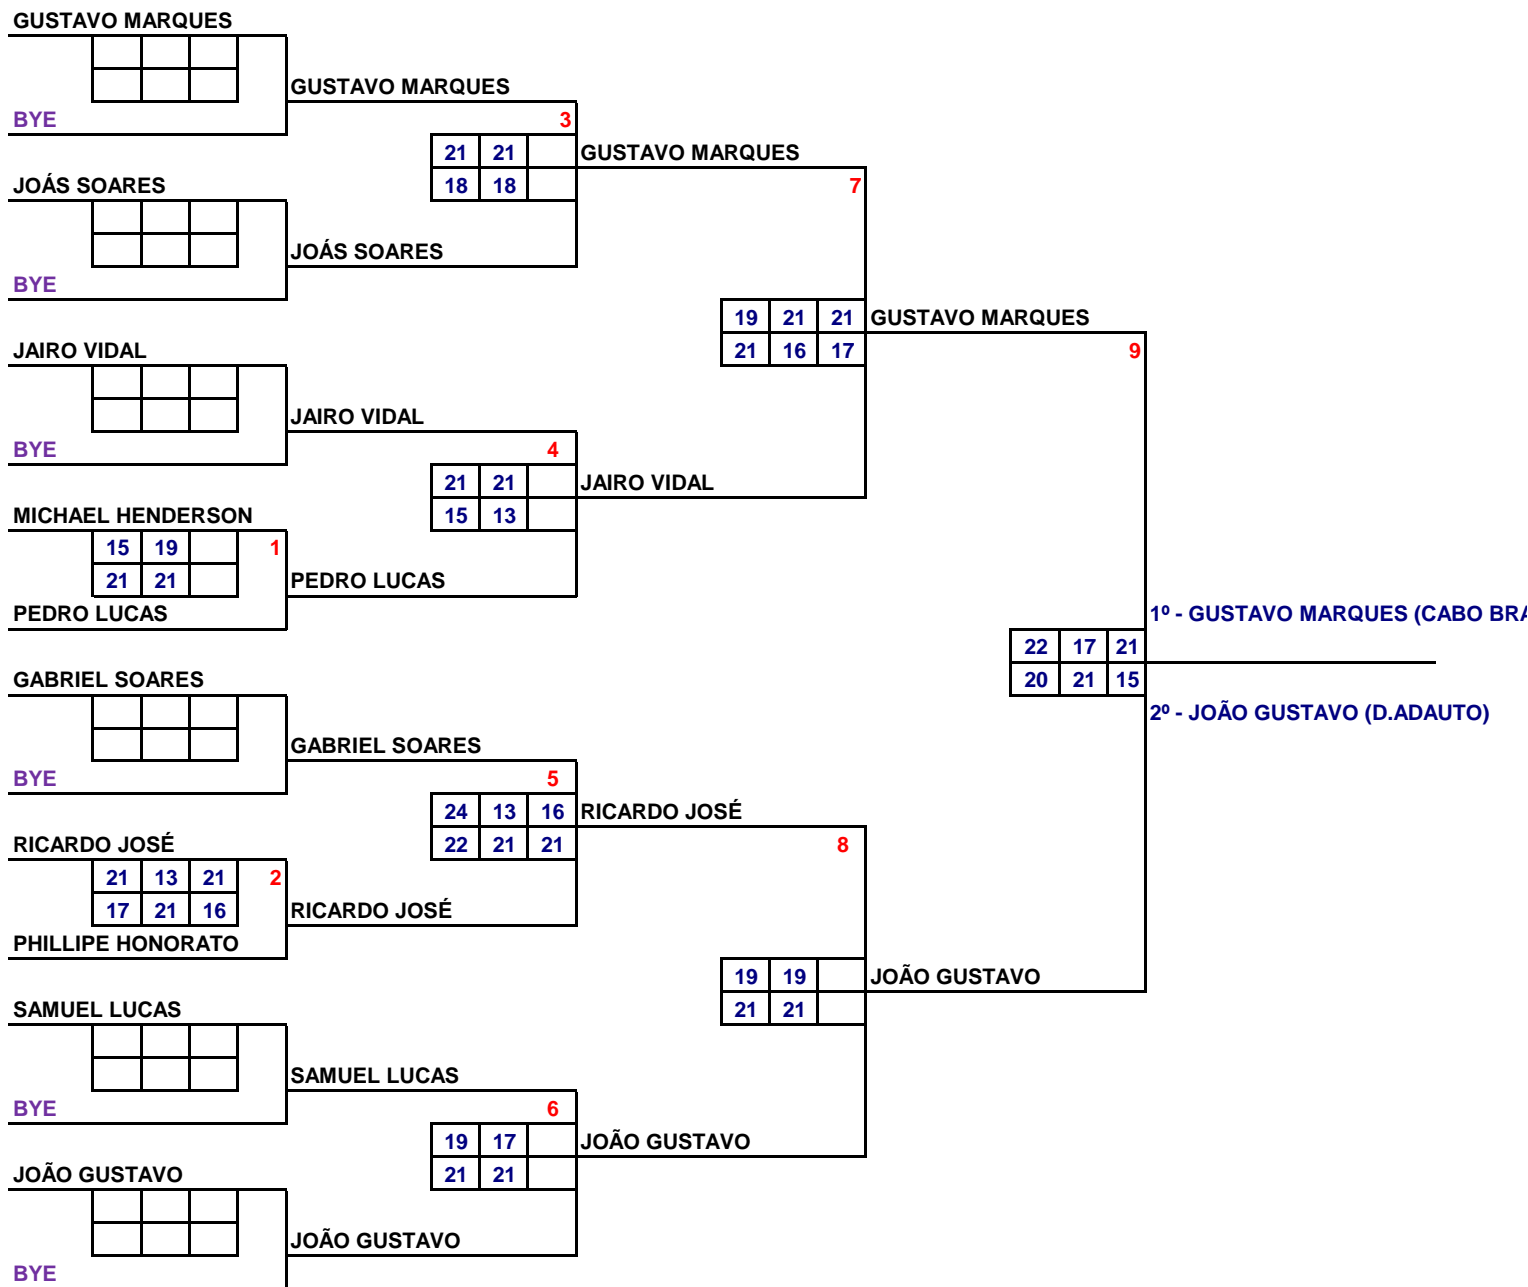 GUSTAVO MARQUES
GUSTAVO MARQUES
BYE
3
21 21
GUSTAVO MARQUES
18 18
7
JOÁS SOARES
JOÁS SOARES
BYE
19 21 21
GUSTAVO MARQUES
21 16 17
9
JAIRO VIDAL
JAIRO VIDAL
BYE
4
21 21
JAIRO VIDAL
15 13
MICHAEL HENDERSON
15 19
1
21 21
PEDRO LUCAS
PEDRO LUCAS
1º - GUSTAVO MARQUES (CABO BRA
22 17 21
20 21 15
2º - JOÃO GUSTAVO (D.ADAUTO)
GABRIEL SOARES
GABRIEL SOARES
BYE
5
24 13 16
RICARDO JOSÉ
22 21 21
8
RICARDO JOSÉ
21 13 21
2
17 21 16
RICARDO JOSÉ
PHILLIPE HONORATO
19 19
JOÃO GUSTAVO
21 21
SAMUEL LUCAS
SAMUEL LUCAS
BYE
6
19 17
JOÃO GUSTAVO
21 21
JOÃO GUSTAVO
JOÃO GUSTAVO
BYE